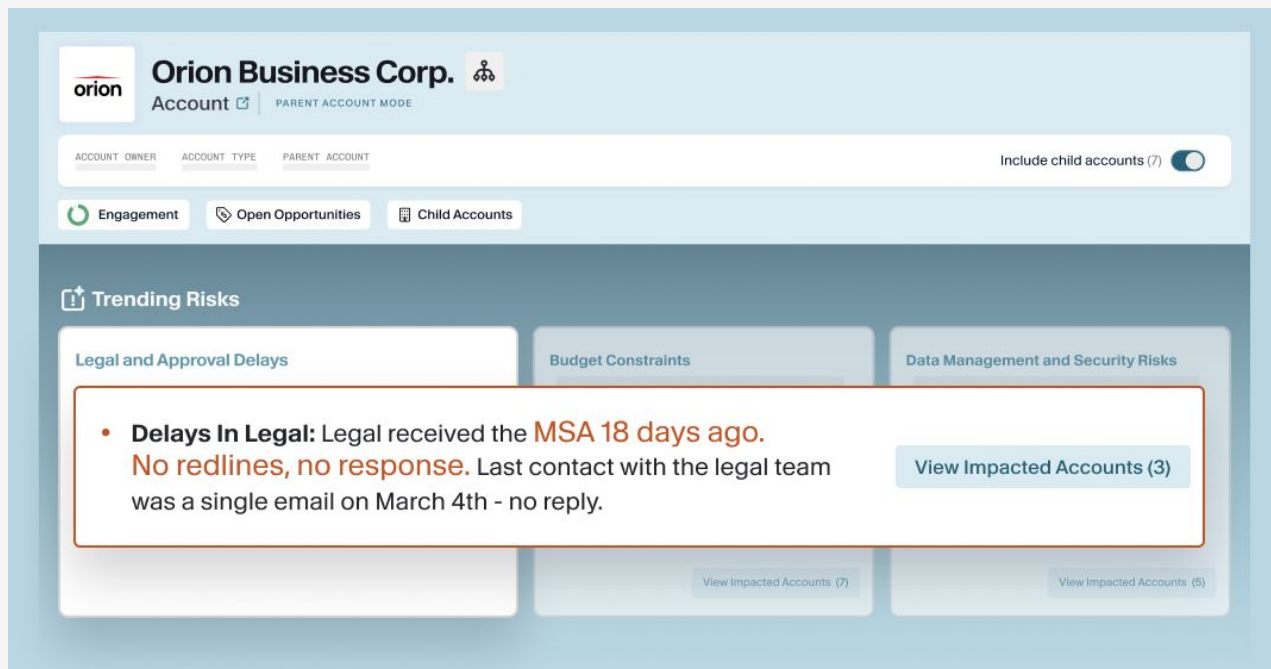 orion
Orion Business Corp.
Account
PARENT ACCOUNT MODE
ACCOUNT OWNER
ACCOUNT TYPE
PARENT ACCOUNT
Include child accounts (7)
Engagement
Open Opportunities
Child Accounts
Trending Risks
Legal and Approval Delays
Budget Constraints
Data Management and Security Risks
• Delays In Legal: Legal received the MSA 18 days ago.
No redlines, no response. Last contact with the legal team
was a single email on March 4th - no reply.
View Impacted Accounts (3)
View Impacted Accounts (7)
View Impacted Accounts (5)